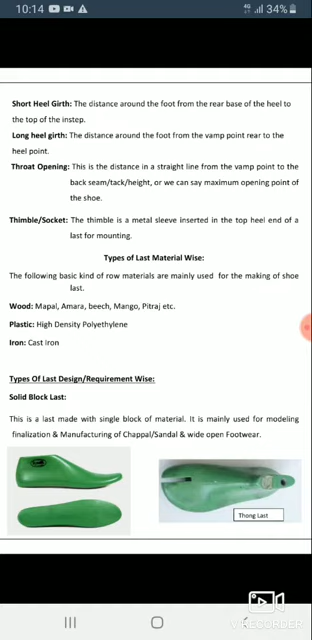 10:14
4G
34%
Short Heel Girth: The distance around the foot from the rear base of the heel to
the top of the instep.
Long heel girth: The distance around the foot from the vamp point rear to the
heel point.
Throat Opening: This is the distance in a straight line from the vamp point to the
back seam/tack/height, or we can say maximum opening point of
the shoe.
Thimble/Socket: The thimble is a metal sleeve inserted in the top heel end of a
last for mounting.
Types of Last Material Wise:
The following basic kind of row materials are mainly used for the making of shoe
last.
Wood: Mapal, Amara, beech, Mango, Pitraj etc.
Plastic: High Density Polyethylene
Iron: Cast Iron
Types Of Last Design/Requirement Wise:
Solid Block Last:
This is a last made with single block of material. It is mainly used for modeling
finalization & Manufacturing of Chappal/Sandal & wide open Footwear.
Thong Last
VIRECORDER